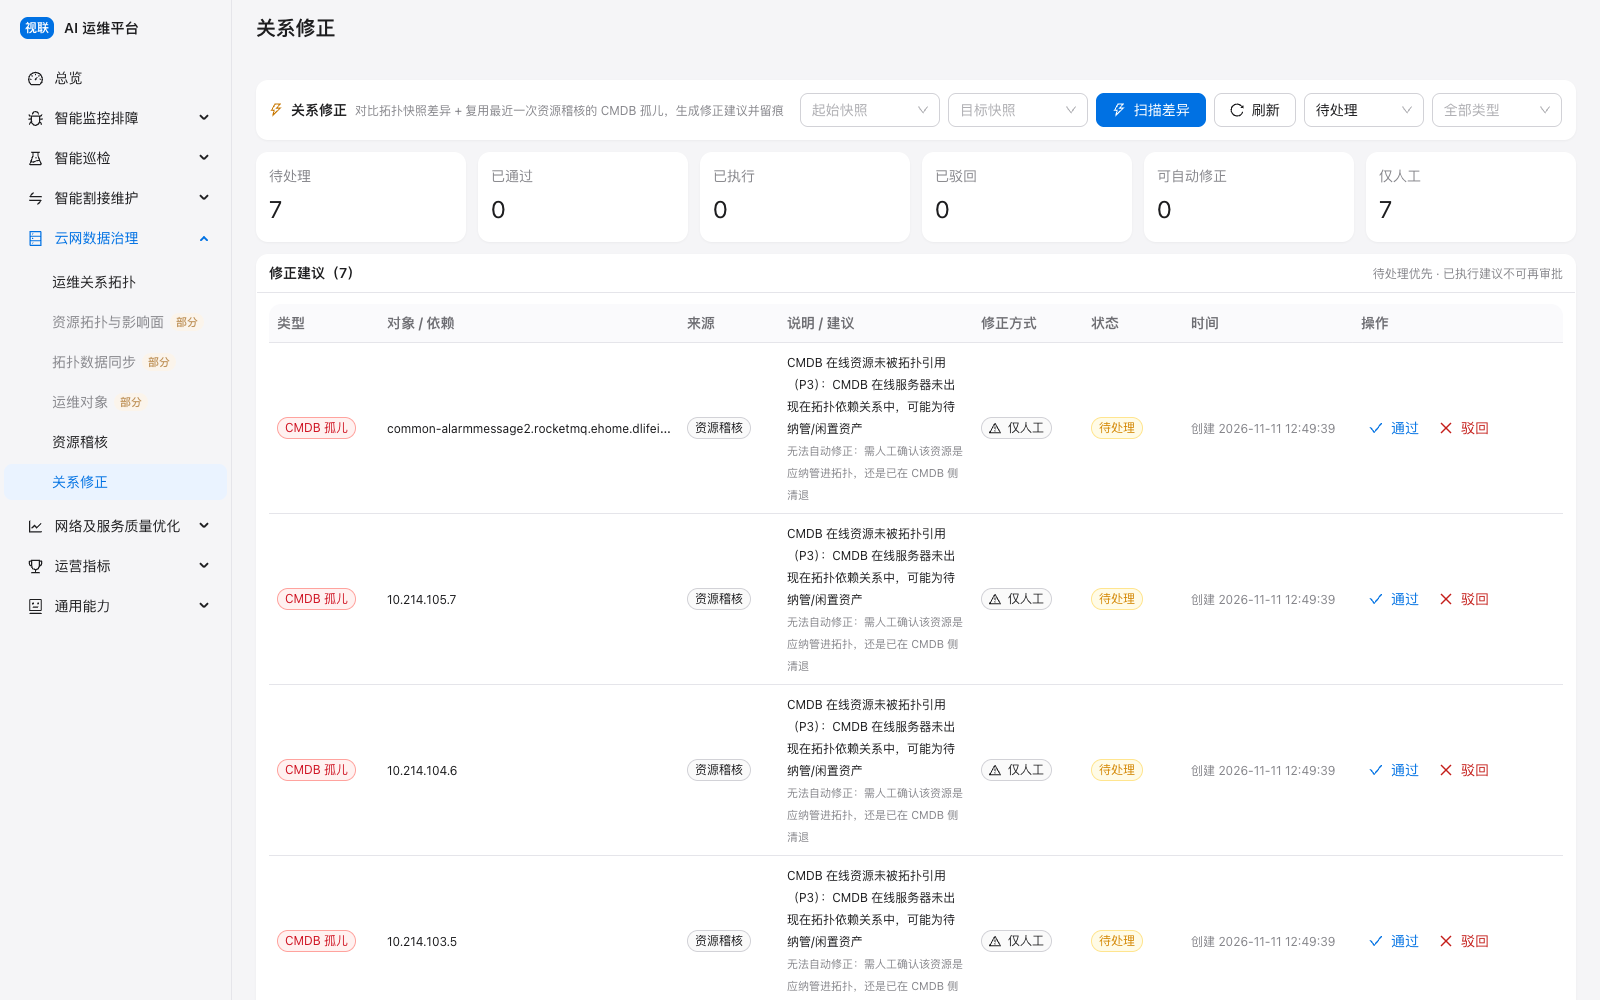 视联 AI 运维平台
总览
智能监控排障
智能巡检
智能割接维护
云网数据治理
运维关系拓扑
资源拓扑与影响面 部分
拓扑数据同步 部分
运维对象 部分
资源稽核
关系修正
网络及服务质量优化
运营指标
通用能力
关系修正
关系修正 对比拓扑快照差异 + 复用最近一次资源稽核的 CMDB 孤儿，生成修正建议并留痕 起始快照 目标快照 扫描差异 刷新 待处理 全部类型
待处理 已通过 已执行 已驳回 可自动修正 仅人工
7 0 0 0 0 7
修正建议（7） 待处理优先 · 已执行建议不可再审批
类型 对象 / 依赖 来源 说明 / 建议 修正方式 状态 时间 操作
CMDB 孤儿 common-alarmmessage2.rocketmq.ehome.dlifei... 资源稽核
CMDB 在线资源未被拓扑引用
（P3）：CMDB 在线服务器未出
现在拓扑依赖关系中，可能为待
纳管/闲置资产
无法自动修正：需人工确认该资源是
应纳管进拓扑，还是已在 CMDB 侧
清退
仅人工 待处理 创建 2026-11-11 12:49:39 通过 驳回
CMDB 孤儿 10.214.105.7 资源稽核
CMDB 在线资源未被拓扑引用
（P3）：CMDB 在线服务器未出
现在拓扑依赖关系中，可能为待
纳管/闲置资产
无法自动修正：需人工确认该资源是
应纳管进拓扑，还是已在 CMDB 侧
清退
仅人工 待处理 创建 2026-11-11 12:49:39 通过 驳回
CMDB 孤儿 10.214.104.6 资源稽核
CMDB 在线资源未被拓扑引用
（P3）：CMDB 在线服务器未出
现在拓扑依赖关系中，可能为待
纳管/闲置资产
无法自动修正：需人工确认该资源是
应纳管进拓扑，还是已在 CMDB 侧
清退
仅人工 待处理 创建 2026-11-11 12:49:39 通过 驳回
CMDB 孤儿 10.214.103.5 资源稽核
CMDB 在线资源未被拓扑引用
（P3）：CMDB 在线服务器未出
现在拓扑依赖关系中，可能为待
纳管/闲置资产
无法自动修正：需人工确认该资源是
应纳管进拓扑，还是已在 CMDB 侧
仅人工 待处理 创建 2026-11-11 12:49:39 通过 驳回